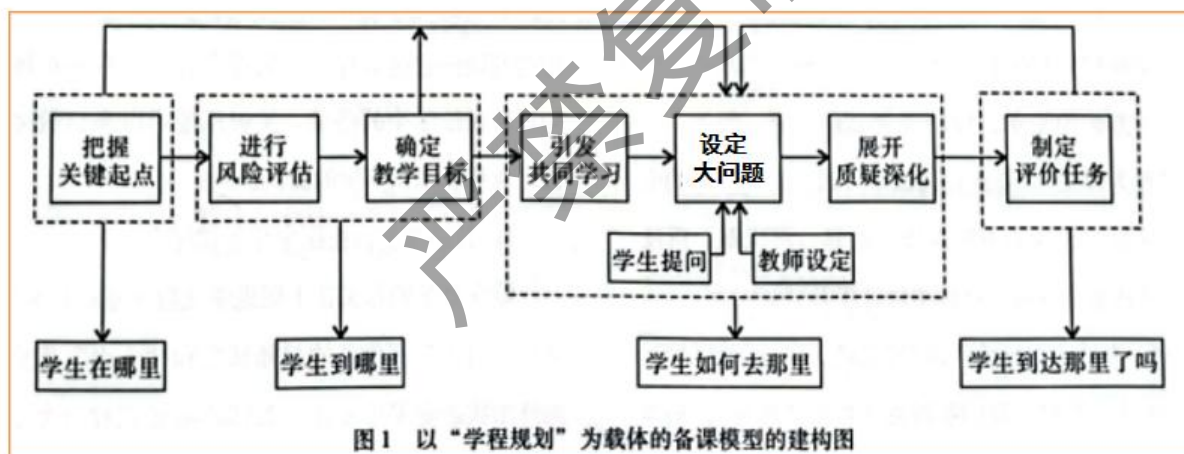 严禁复制
把握
关键起点
进行
风险评估
确定
教学目标
引发
共同学习
设定
大问题
展开
质疑深化
制定
评价任务
学生提问
教师设定
学生在哪里
学生到哪里
学生如何去那里
学生到达那里了吗
图1 以“学程规划”为载体的备课模型的建构图